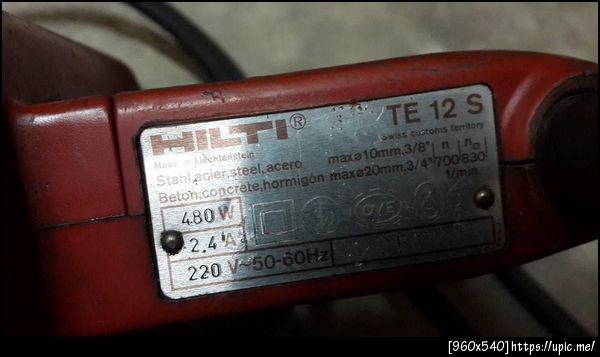 HILTI® TE 12 S
Made in Liechtenstein Swiss customs territory
Stahl,acier,steel,acero maxø10mm,3/8" n no
Beton,concrete,hormigón maxø20mm,3/4" 700 830
1/min
480 W
2.4 A
220 V~50-60Hz
[960x540]https://upic.me/